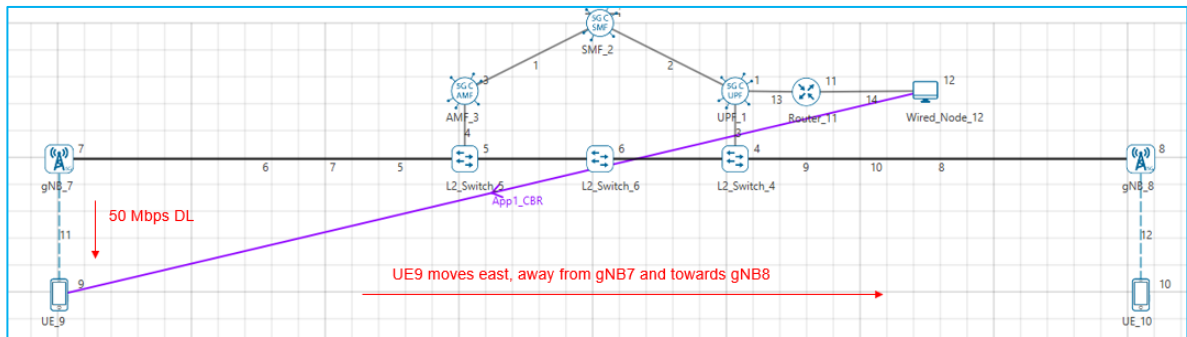 5G C
SMF
SMF_2
1
2
3
5G C
AMF
AMF_3
4
1
5G C
UPF
UPF_1
3
13
11
Router_11
14
12
Wired_Node_12
7
gNB_7
6
7
5
5
L2_Switch_5
6
L2_Switch_6
4
L2_Switch_4
9
10
8
8
gNB_8
App1_CBR
50 Mbps DL
11
12
UE9 moves east, away from gNB7 and towards gNB8
9
UE_9
10
UE_10